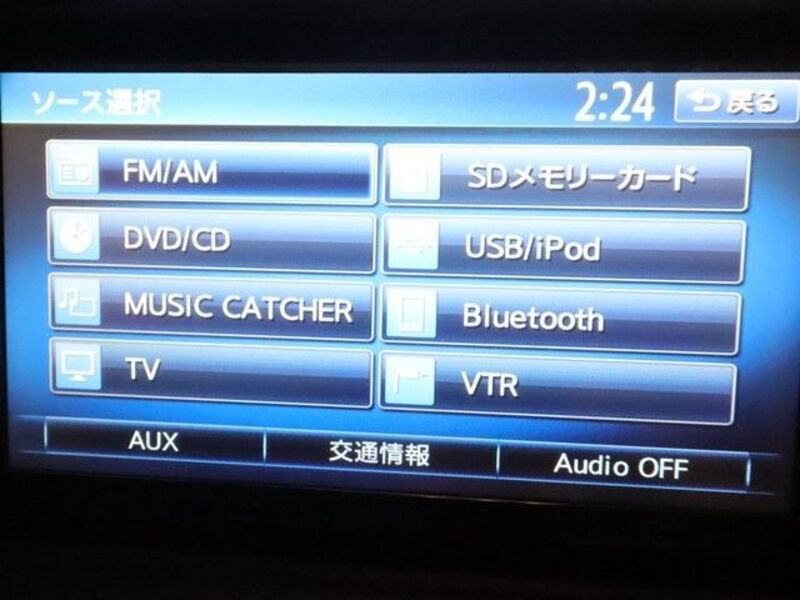 ソース選択
2:24
戻る
FM/AM
SDメモリーカード
DVD/CD
USB/iPod
MUSIC CATCHER
Bluetooth
TV
VTR
AUX
交通情報
Audio OFF